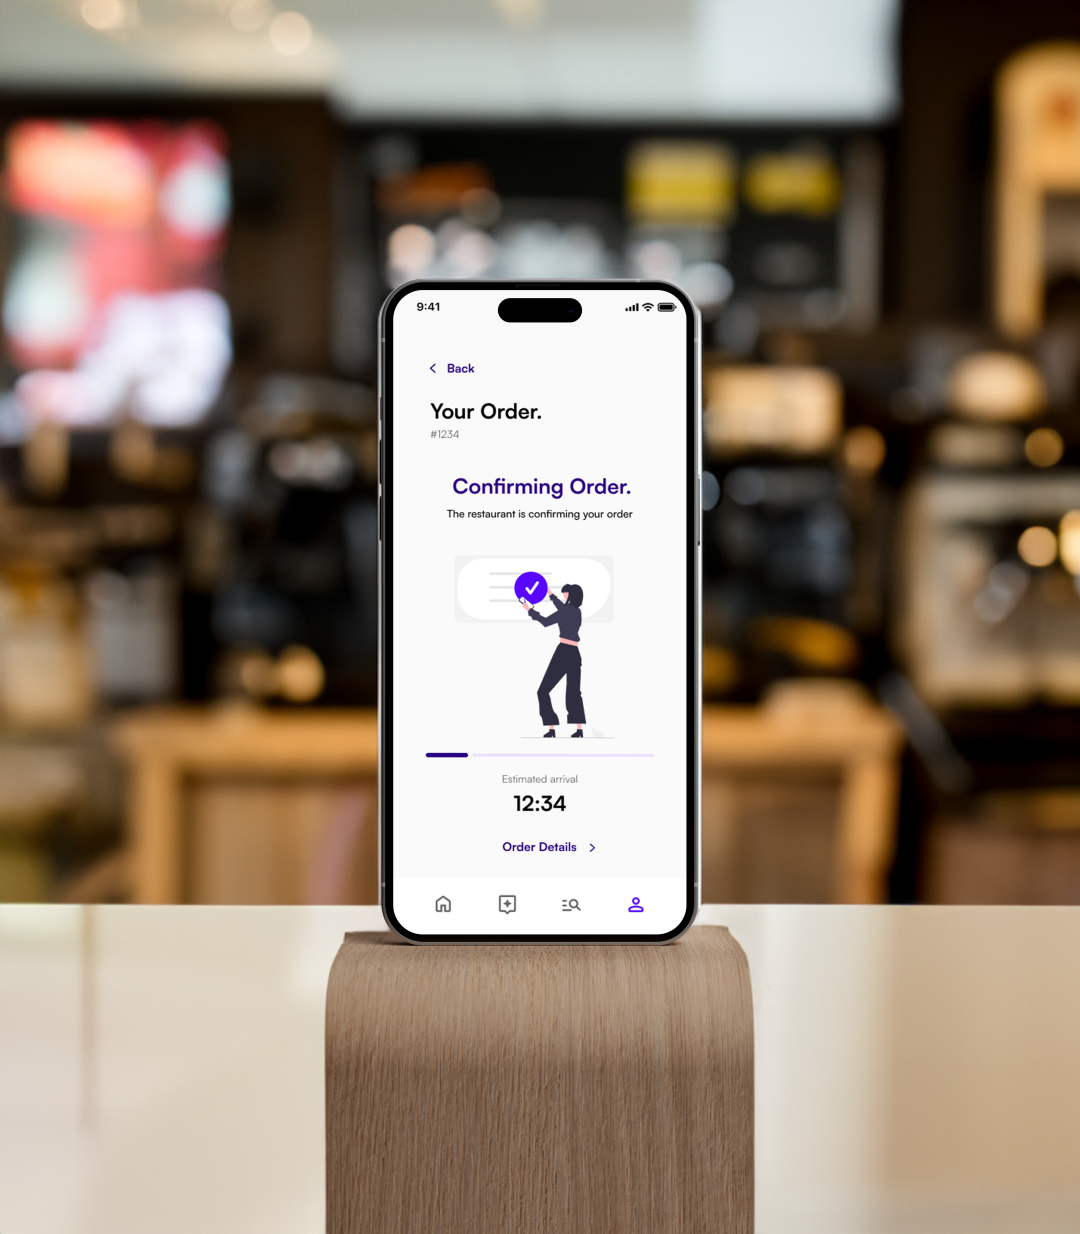 9:41
Back
Your Order.
#1234
Confirming Order.
The restaurant is confirming your order
Estimated arrival
12:34
Order Details